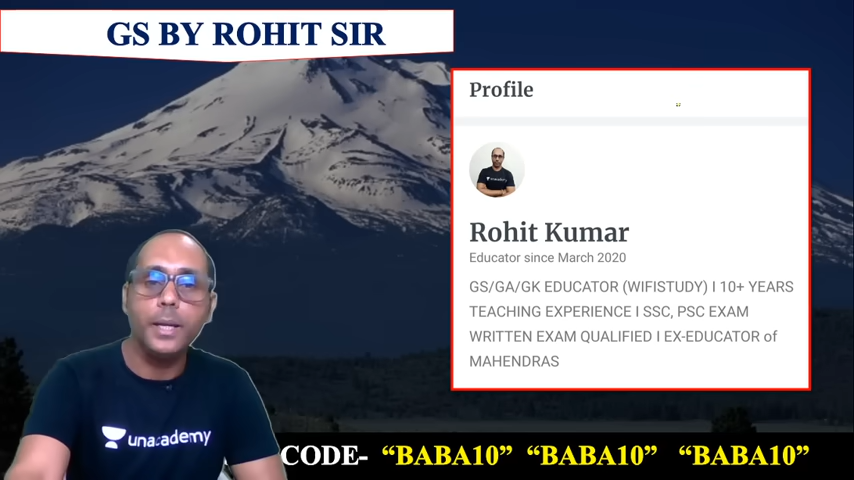 GS BY ROHIT SIR
Profile
unacademy
Rohit Kumar
Educator since March 2020
GS/GA/GK EDUCATOR (WIFISTUDY) I 10+ YEARS
TEACHING EXPERIENCE I SSC, PSC EXAM
WRITTEN EXAM QUALIFIED I EX-EDUCATOR of
MAHENDRAS
unacademy
CODE- “BABA10” “BABA10” “BABA10”